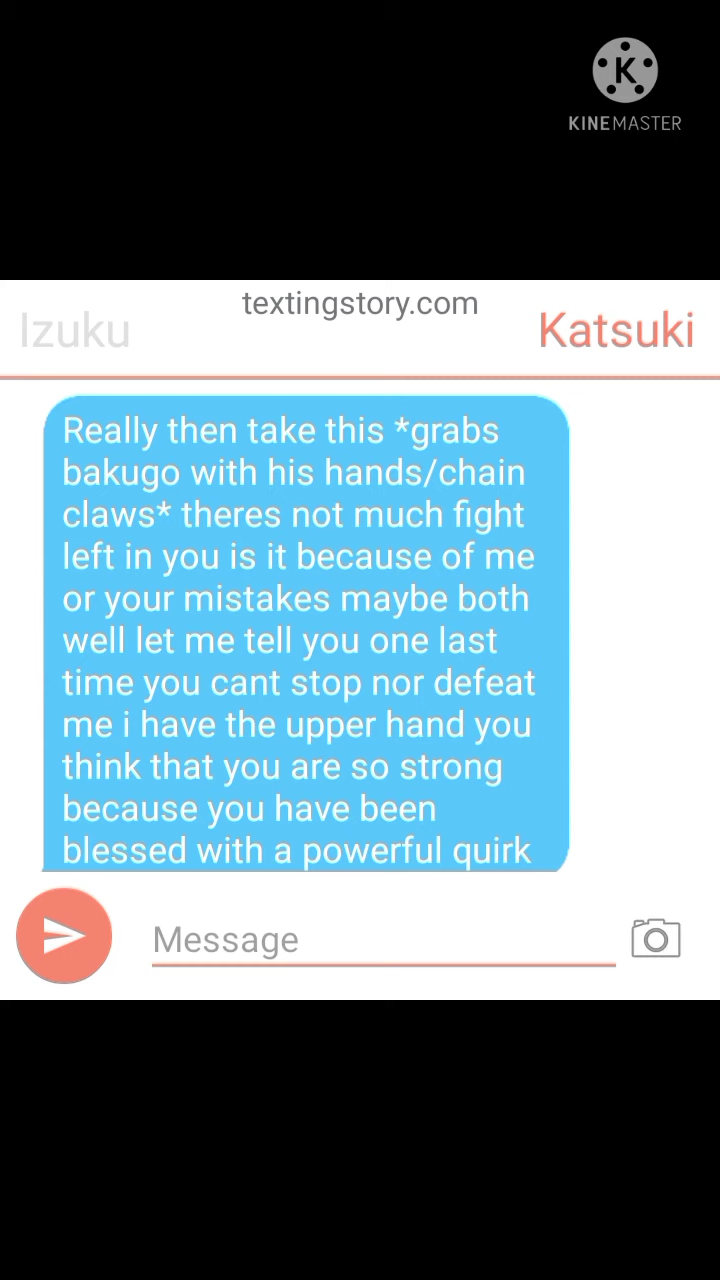 K
KINEMASTER
textingstory.com
Izuku
Katsuki
Really then take this *grabs
bakugo with his hands/chain
claws* theres not much fight
left in you is it because of me
or your mistakes maybe both
well let me tell you one last
time you cant stop nor defeat
me i have the upper hand you
think that you are so strong
because you have been
blessed with a powerful quirk
Message